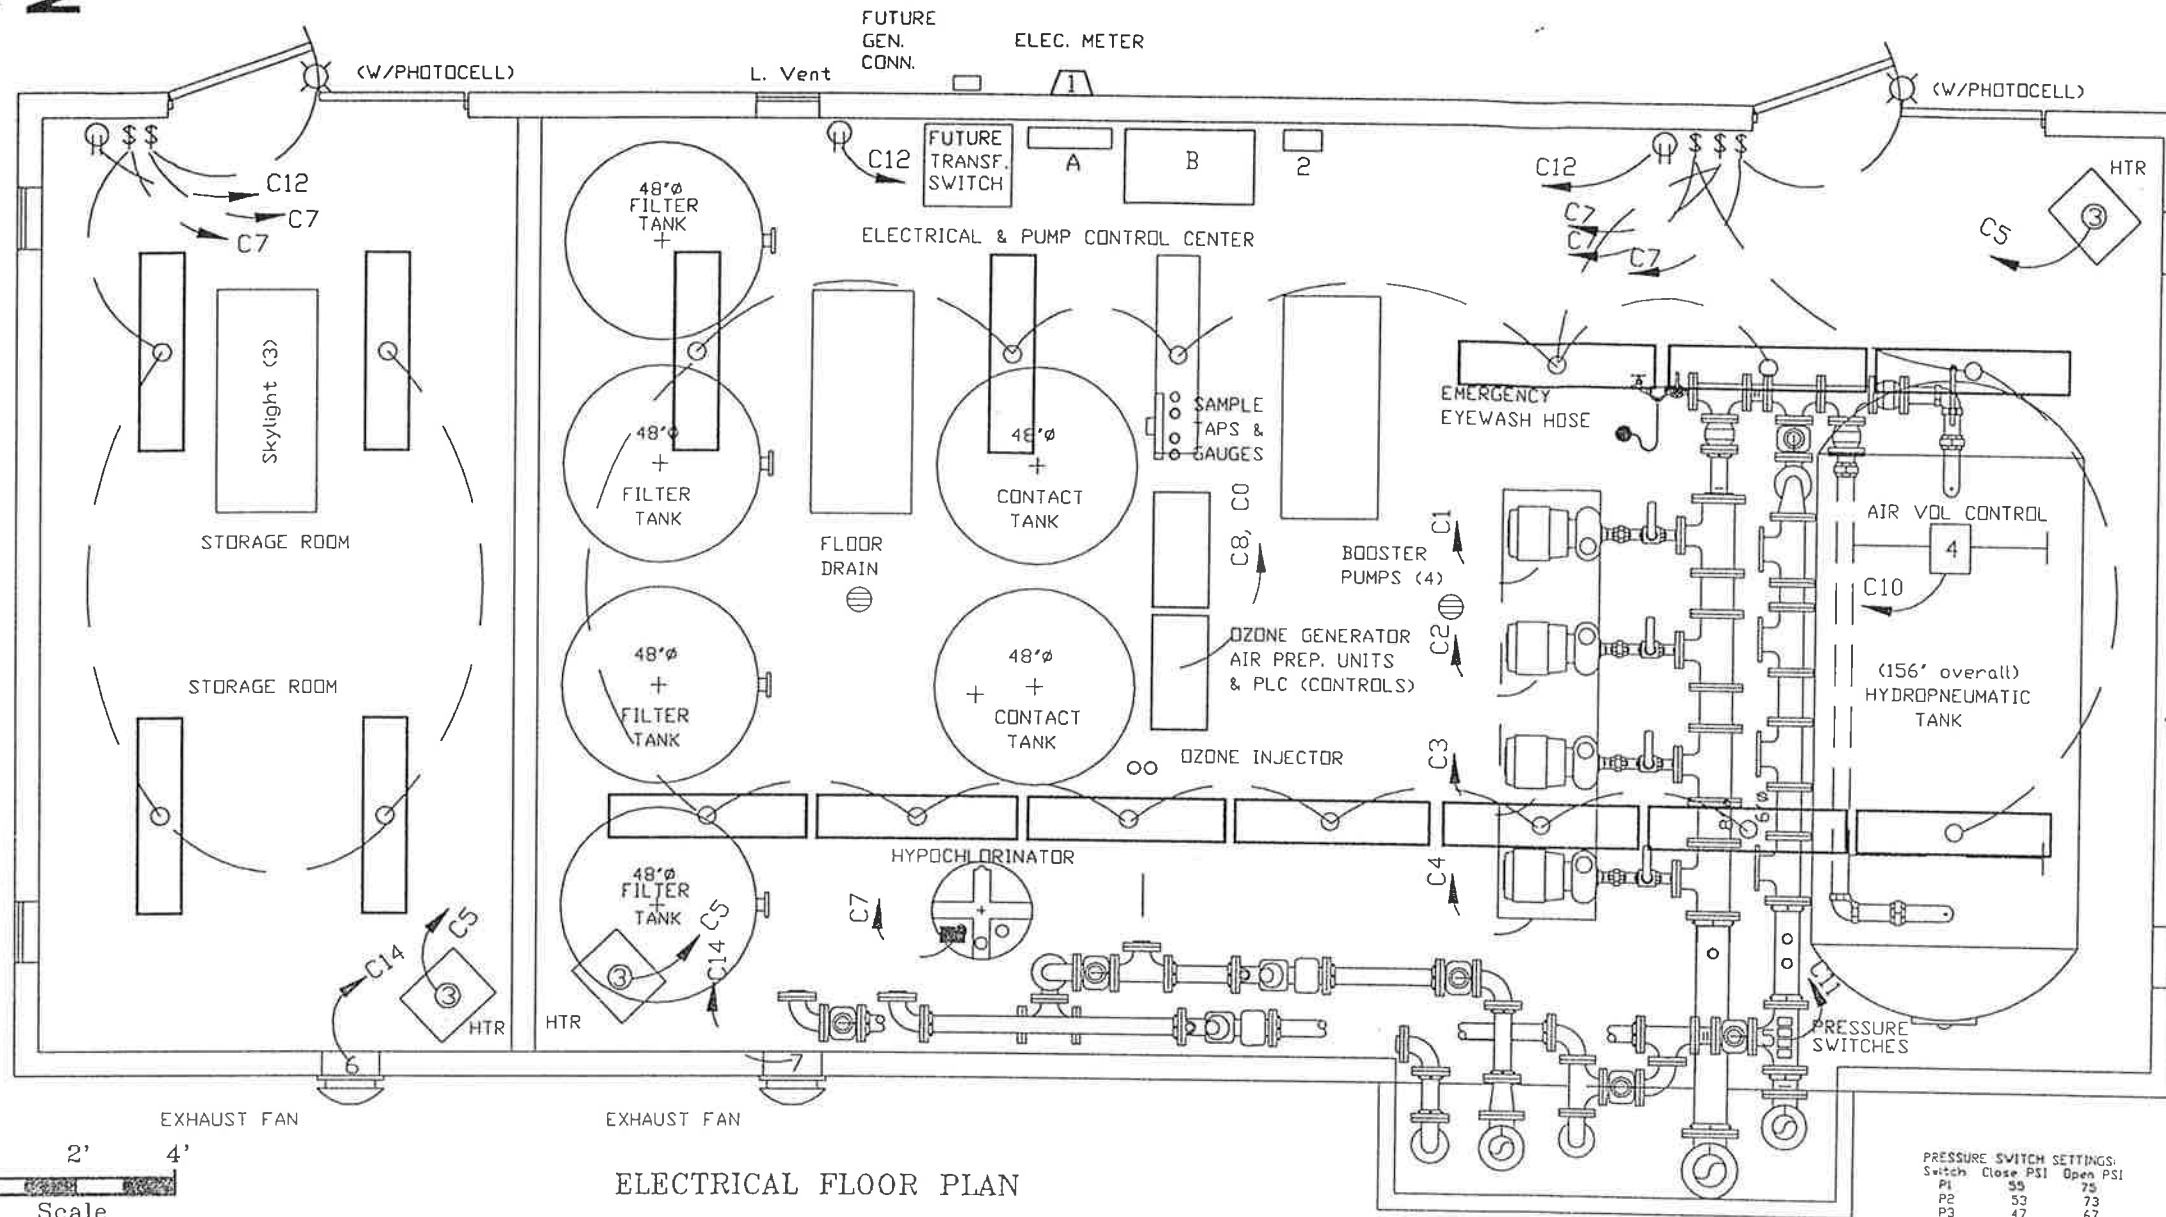 N
FUTURE
GEN.
CONN.
ELEC. METER
(W/PHOTOCELL)
L. Vent
1
(W/PHOTOCELL)
$ $
C12
C7
C7
48"Ø
FILTER
TANK
C12
FUTURE
TRANSF.
SWITCH
A
B
2
C12
$ $ $
C7
C7
C7
HTR
3
C5
ELECTRICAL & PUMP CONTROL CENTER
Skylight (3)
SAMPLE
TAPS &
GAUGES
EMERGENCY
EYEWASH HOSE
48"Ø
FILTER
TANK
48"Ø
CONTACT
TANK
C8, C0
C1
AIR VOL CONTROL
4
C10
STORAGE ROOM
FLOOR
DRAIN
BOOSTER
PUMPS (4)
C2
OZONE GENERATOR
AIR PREP. UNITS
& PLC (CONTROLS)
48"Ø
FILTER
TANK
48"Ø
CONTACT
TANK
STORAGE ROOM
(156" overall)
HYDROPNEUMATIC
TANK
OZONE INJECTOR
C3
HYPOCHLORINATOR
8"Ø
6"Ø
48"Ø
FILTER
TANK
C7
C4
C5
C14
3
HTR
HTR
3
C5
C14
C11
PRESSURE
SWITCHES
6
7
EXHAUST FAN
EXHAUST FAN
2' 4'
Scale
ELECTRICAL FLOOR PLAN
PRESSURE SWITCH SETTINGS:
Switch Close PSI Open PSI
P1 55 75
P2 53 73
P3 47 67